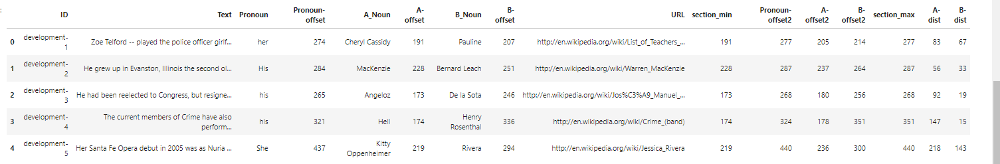 ID Text Pronoun Pronoun-offset A_Noun A-offset B_Noun B-offset URL section_min Pronoun-offset2 A-offset2 B-offset2 section_max A-dist B-dist
0 development-1 Zoe Telford -- played the police officer girlf... her 274 Cheryl Cassidy 191 Pauline 207 http://en.wikipedia.org/wiki/List_of_Teachers_... 191 277 205 214 277 83 67
1 development-2 He grew up in Evanston, Illinois the second ol... His 284 MacKenzie 228 Bernard Leach 251 http://en.wikipedia.org/wiki/Warren_MacKenzie 228 287 237 264 287 56 33
2 development-3 He had been reelected to Congress, but resigne... his 265 Angeloz 173 De la Sota 246 http://en.wikipedia.org/wiki/Jos%C3%A9_Manuel_... 173 268 180 256 268 92 19
3 development-4 The current members of Crime have also perform... his 321 Hell 174 Henry Rosenthal 336 http://en.wikipedia.org/wiki/Crime_(band) 174 324 178 351 351 147 15
4 development-5 Her Santa Fe Opera debut in 2005 was as Nuria ... She 437 Kitty Oppenheimer 219 Rivera 294 http://en.wikipedia.org/wiki/Jessica_Rivera 219 440 236 300 440 218 143